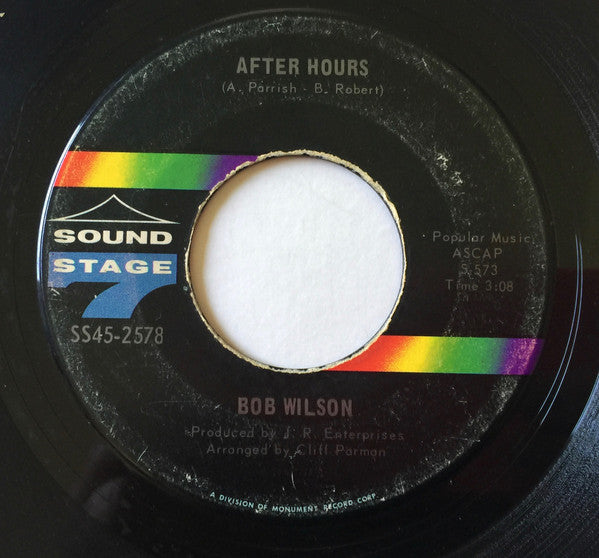 AFTER HOURS
(A. Parrish - B. Robert)
SOUND
STAGE
7
SS45-2578
Popular Music
ASCAP
S 573
Time 3:08
BOB WILSON
Produced by J. R. Enterprises
Arranged by Cliff Parman
A DIVISION OF MONUMENT RECORD CORP.